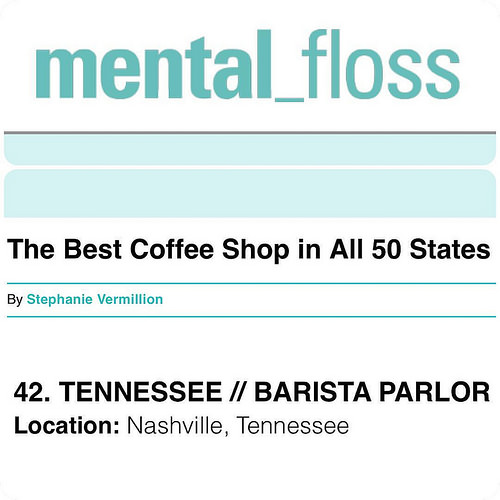 mental_floss
The Best Coffee Shop in All 50 States
By Stephanie Vermillion
42. TENNESSEE // BARISTA PARLOR
Location: Nashville, Tennessee